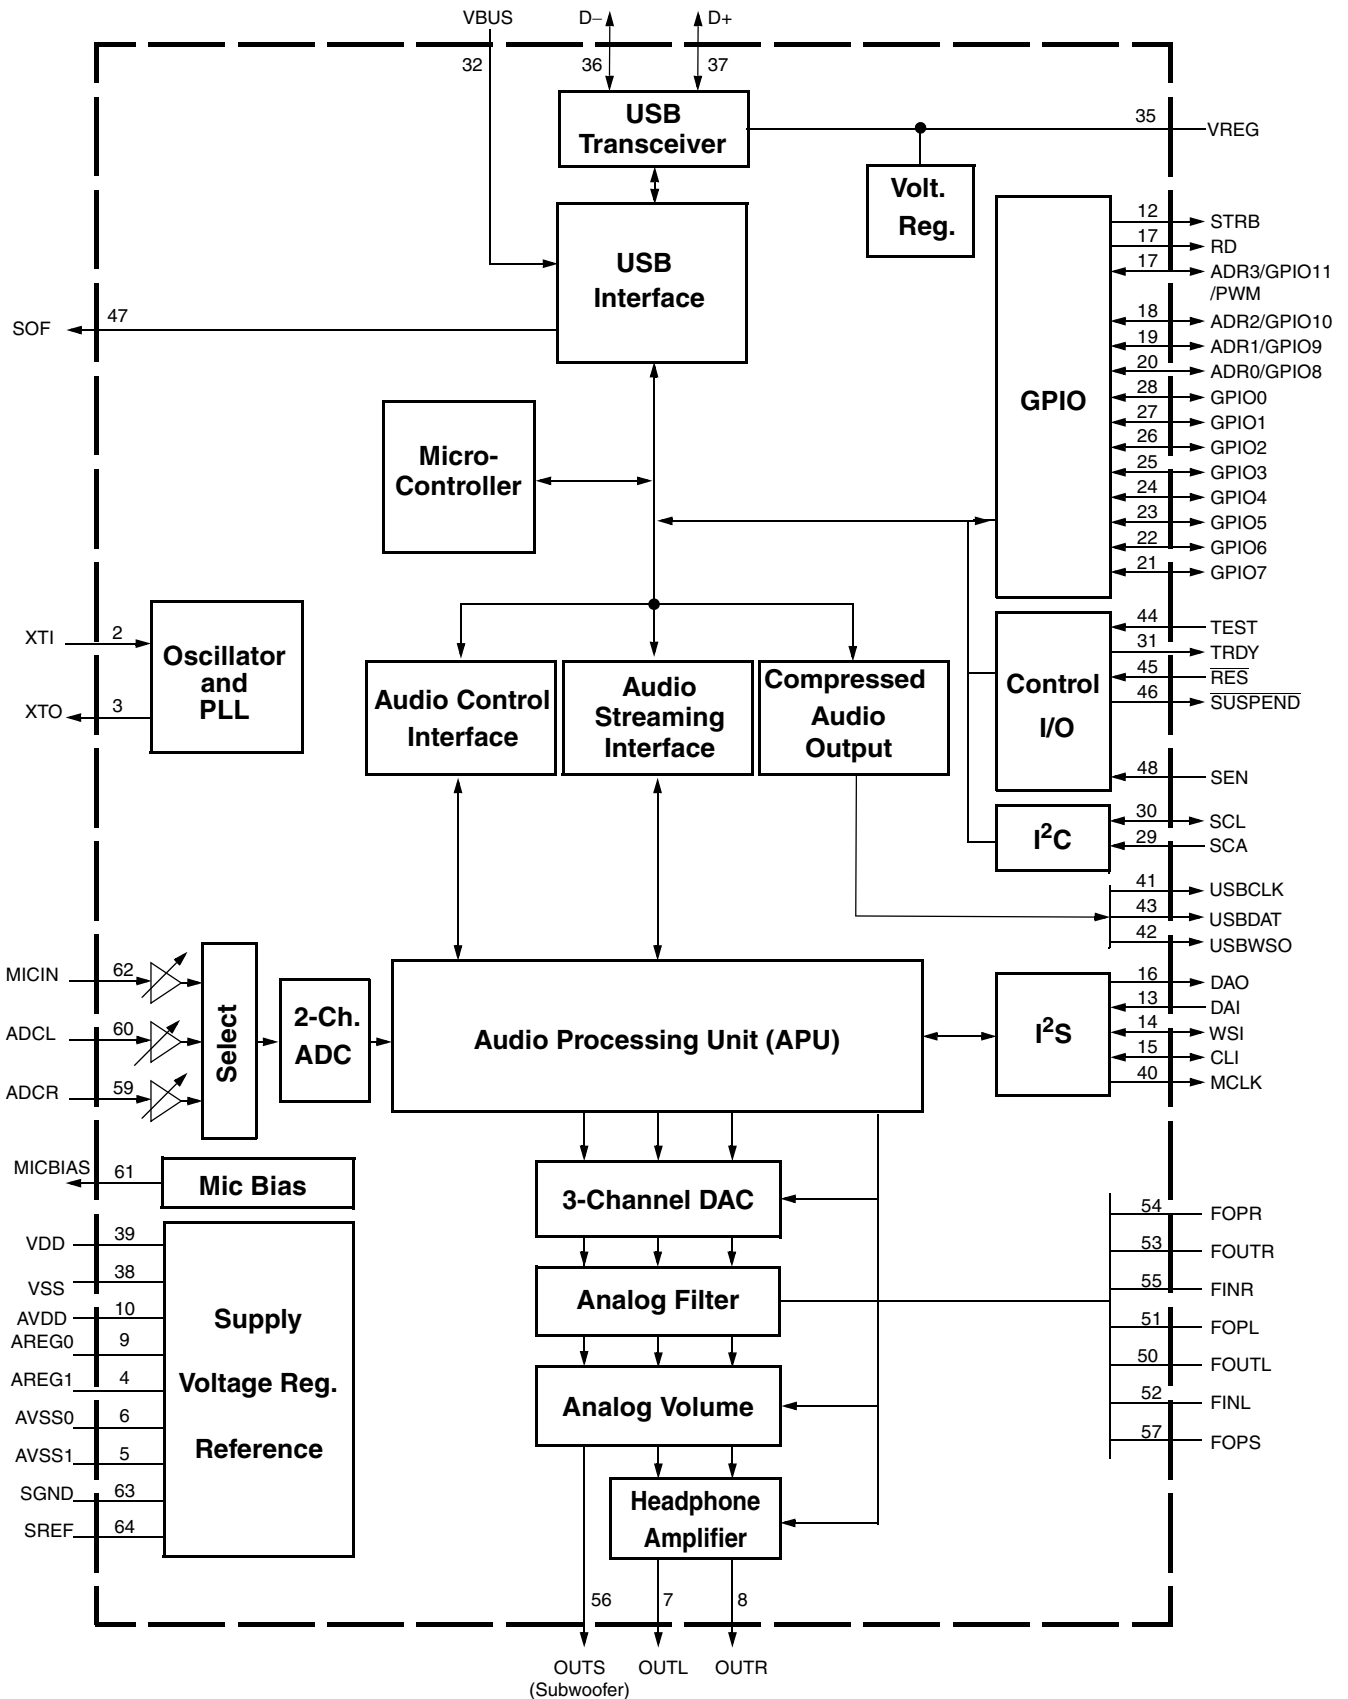 VBUS D− D+
32 36 37
USB
Transceiver
35 VREG
Volt.
Reg.
USB
Interface
SOF 47
12 STRB
17 RD
17 ADR3/GPIO11
/PWM
18 ADR2/GPIO10
19 ADR1/GPIO9
20 ADR0/GPIO8
GPIO
28 GPIO0
27 GPIO1
26 GPIO2
25 GPIO3
24 GPIO4
23 GPIO5
22 GPIO6
21 GPIO7
Micro-
Controller
XTI 2
XTO 3
Oscillator
and
PLL
Audio Control
Interface
Audio
Streaming
Interface
Compressed
Audio
Output
Control
I/O
44 TEST
31 TRDY
45 RES
46 SUSPEND
48 SEN
I2C
30 SCL
29 SCA
41 USBCLK
43 USBDAT
42 USBWSO
MICIN 62
ADCL 60
ADCR 59
Select
2-Ch.
ADC
Audio Processing Unit (APU)
I2S
16 DAO
13 DAI
14 WSI
15 CLI
40 MCLK
MICBIAS 61
Mic Bias
3-Channel DAC
Analog Filter
Analog Volume
Headphone
Amplifier
54 FOPR
53 FOUTR
55 FINR
51 FOPL
50 FOUTL
52 FINL
57 FOPS
VDD 39
VSS 38
AVDD 10
AREG0 9
AREG1 4
AVSS0 6
AVSS1 5
SGND 63
SREF 64
Supply
Voltage Reg.
Reference
56 7 8
OUTS OUTL OUTR
(Subwoofer)